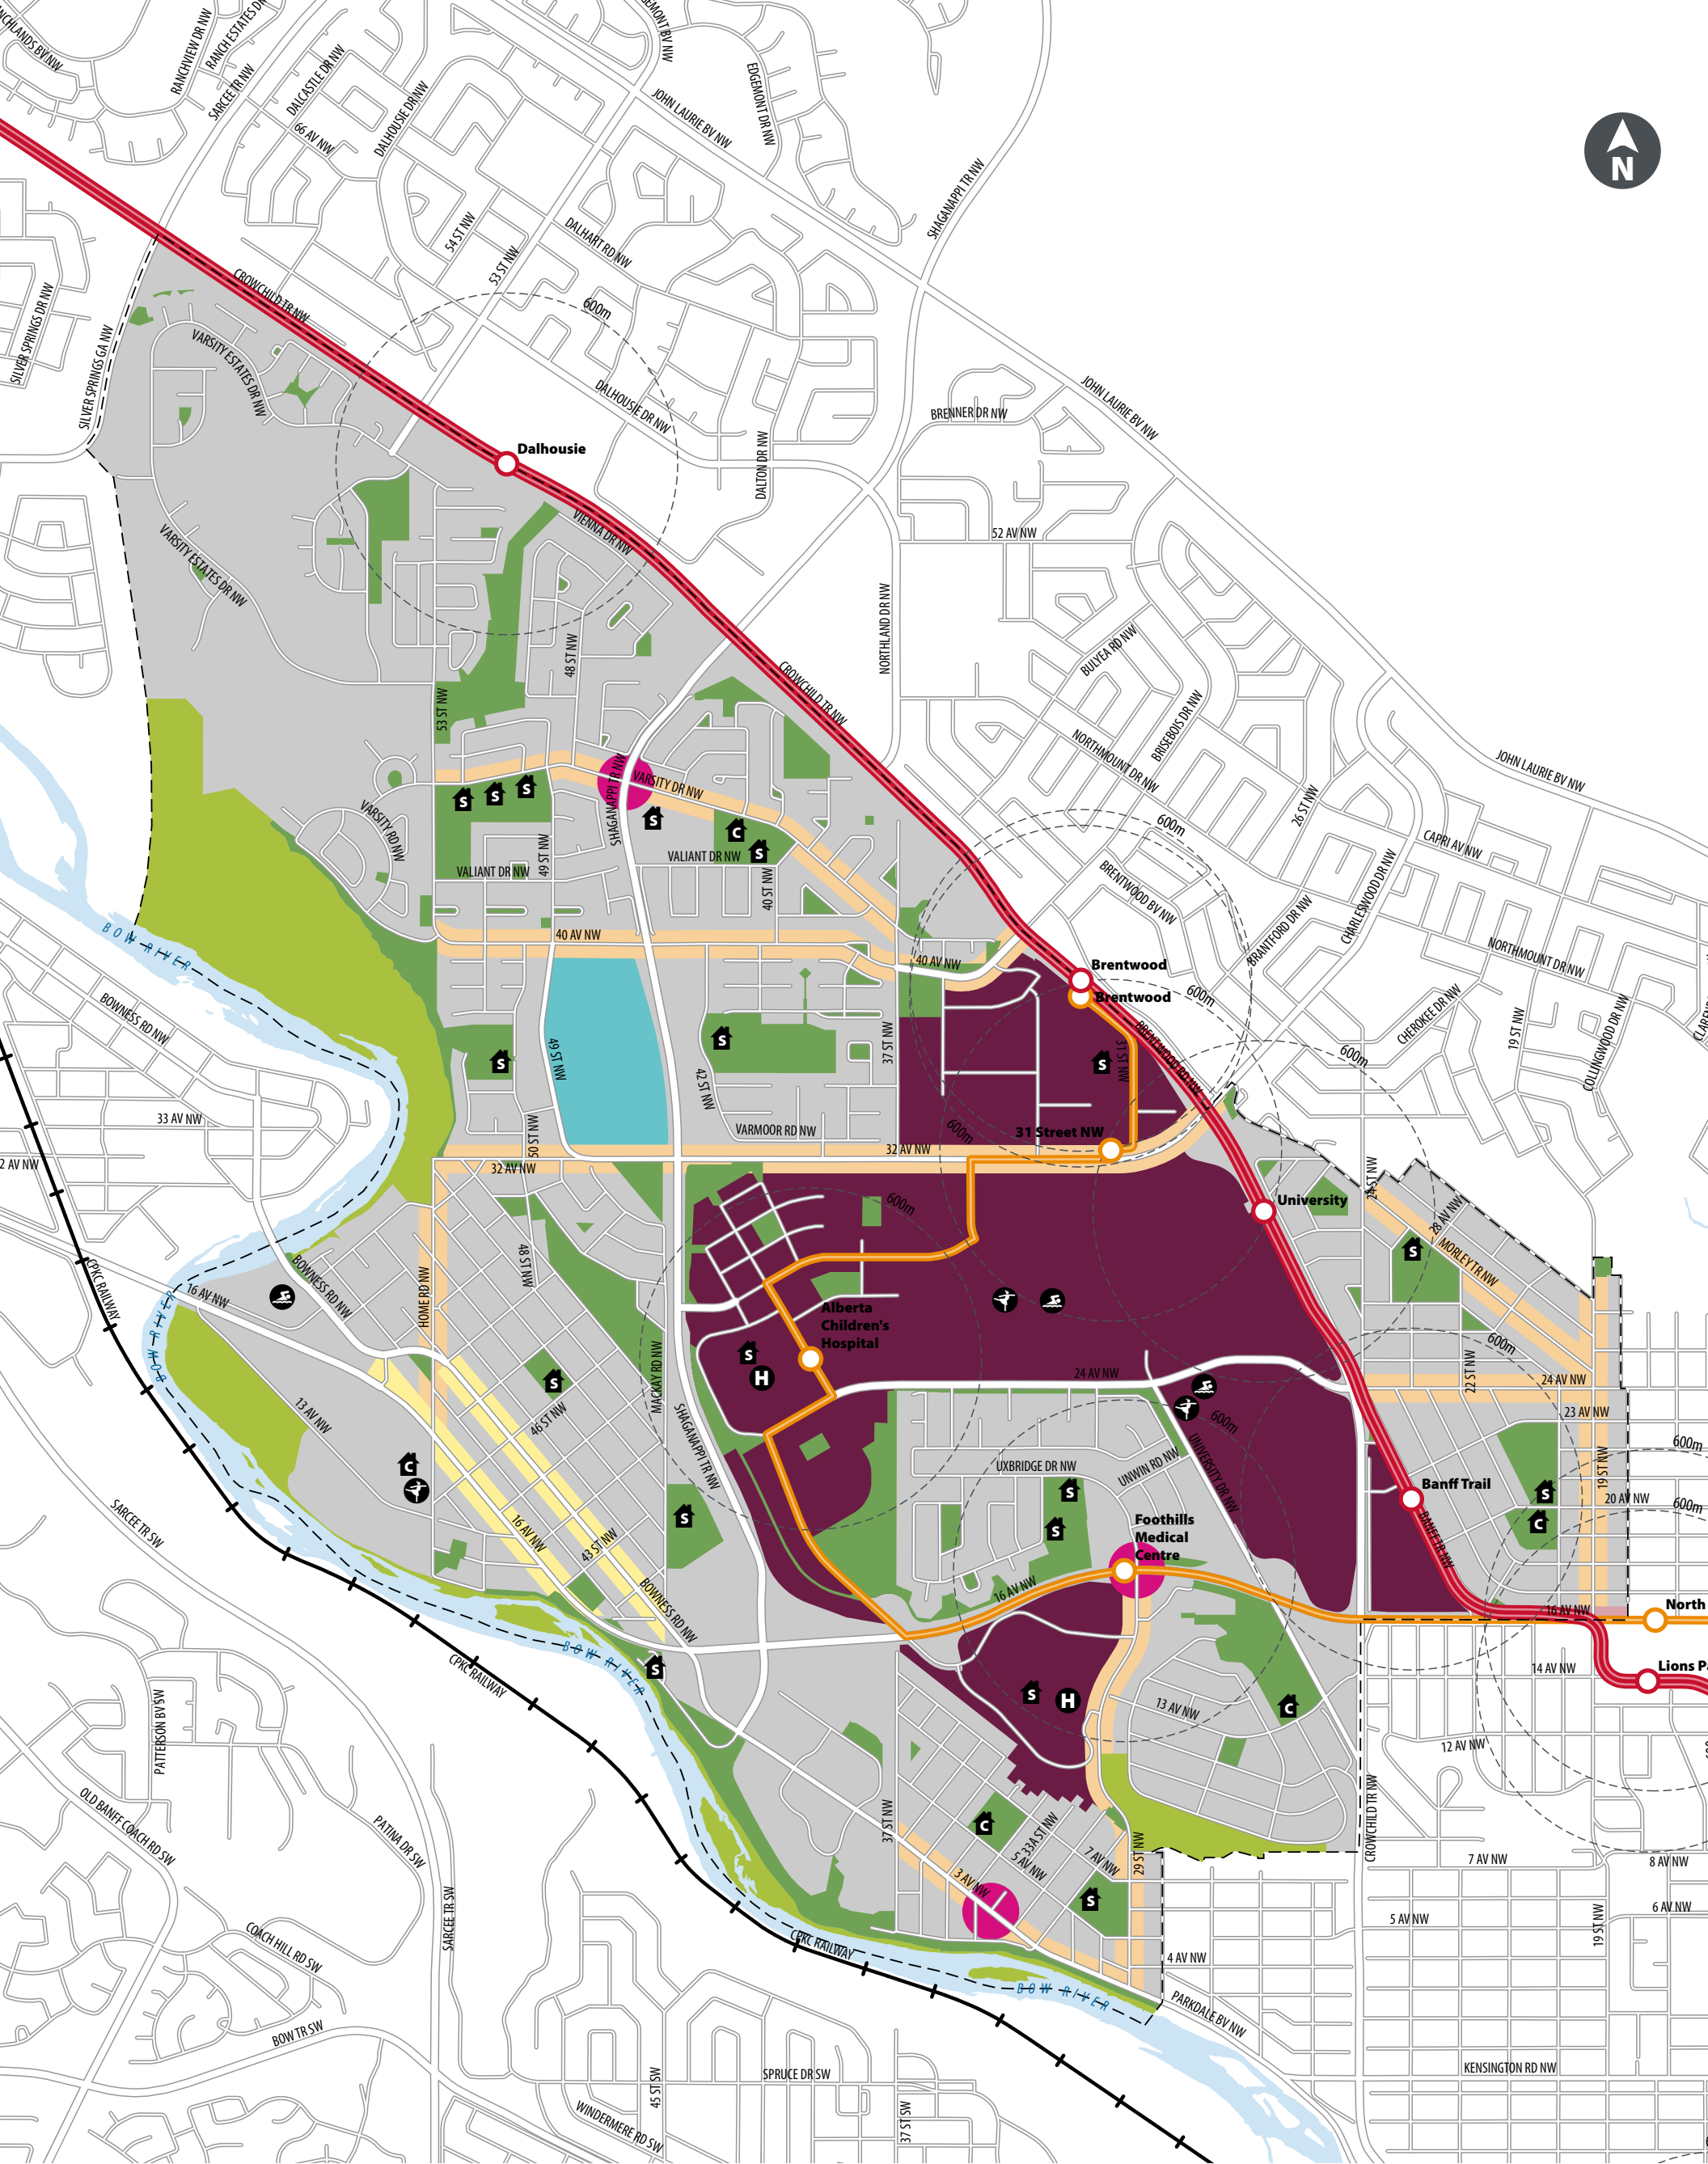 RANCHVIEW DR NW
SARCEE TR NW
DALCASTLE DR NW
66 AV NW
DALHOUSIE DR NW
EDGEMONT DR NW
JOHN LAURIE BV NW
SHAGANAPPI TR NW
N
54 ST NW
53 ST NW
DALHART RD NW
SILVER SPRINGS DR NW
SILVER SPRINGS GA NW
CROWCHILD TR NW
600m
VARSITY ESTATES DR NW
DALHOUSIE DR NW
JOHN LAURIE BV NW
BRENNER DR NW
Dalhousie
DALTON DR NW
VIENNA DR NW
52 AV NW
VARSITY ESTATES DR NW
NORTHLAND DR NW
48 ST NW
BULYEA RD NW
53 ST NW
CROWCHILD TR NW
BRISEBOIS DR NW
NORTHMOUNT DR NW
JOHN LAURIE BV NW
SHAGANAPPI TR NW
VARSITY DR NW
26 ST NW
S
S
S
S
C
S
VARSITY RD NW
600m
CAPRI AV NW
VALIANT DR NW
49 ST NW
VALIANT DR NW
40 ST NW
BRENTWOOD BV NW
CHARLESWOOD DR NW
BRANTFORD DR NW
BOW RIVER
40 AV NW
40 AV NW
Brentwood
Brentwood
600m
NORTHMOUNT DR NW
BOWNESS RD NW
CHEROKEE DR NW
19 ST NW
COLLINGWOOD DR NW
S
49 ST NW
S
37 ST NW
42 ST NW
S
31 ST NW
BRENTWOOD RD NW
600m
33 AV NW
50 ST NW
VARMOOR RD NW
600m
31 Street NW
32 AV NW
32 AV NW
24 ST NW
University
600m
28 AV NW
MORLEY TR NW
S
48 ST NW
BOWNESS RD NW
HOME RD NW
16 AV NW
CPKC RAILWAY
BOW RIVER
Alberta
Children's
Hospital
S
H
MACKAY RD NW
600m
22 ST NW
24 AV NW
24 AV NW
23 AV NW
S
46 ST NW
13 AV NW
SHAGANAPPI TR NW
600m
UNIVERSITY DR NW
600m
19 ST NW
C
UXBRIDGE DR NW
UNWIN RD NW
S
S
S
Banff Trail
S
C
20 AV NW
600m
BANFF TR NW
SARCEE TR SW
16 AV NW
43 ST NW
Foothills
Medical
Centre
16 AV NW
BOWNESS RD NW
16 AV NW
North
BOW RIVER
CPKC RAILWAY
S
14 AV NW
S
H
13 AV NW
C
PATTERSON BV SW
12 AV NW
CROWCHILD TR NW
OLD BANFF COACH RD SW
PATINA DR SW
37 ST NW
C
33A ST NW
5 AV NW
7 AV NW
29 ST NW
7 AV NW
8 AV NW
3 AV NW
S
6 AV NW
5 AV NW
19 ST NW
SARCEE TR SW
COACH HILL RD SW
CPKC RAILWAY
4 AV NW
BOW RIVER
PARKDALE BV NW
BOW TR SW
45 ST SW
SPRUCE DR SW
KENSINGTON RD NW
WINDERMERE RD SW
37 ST SW